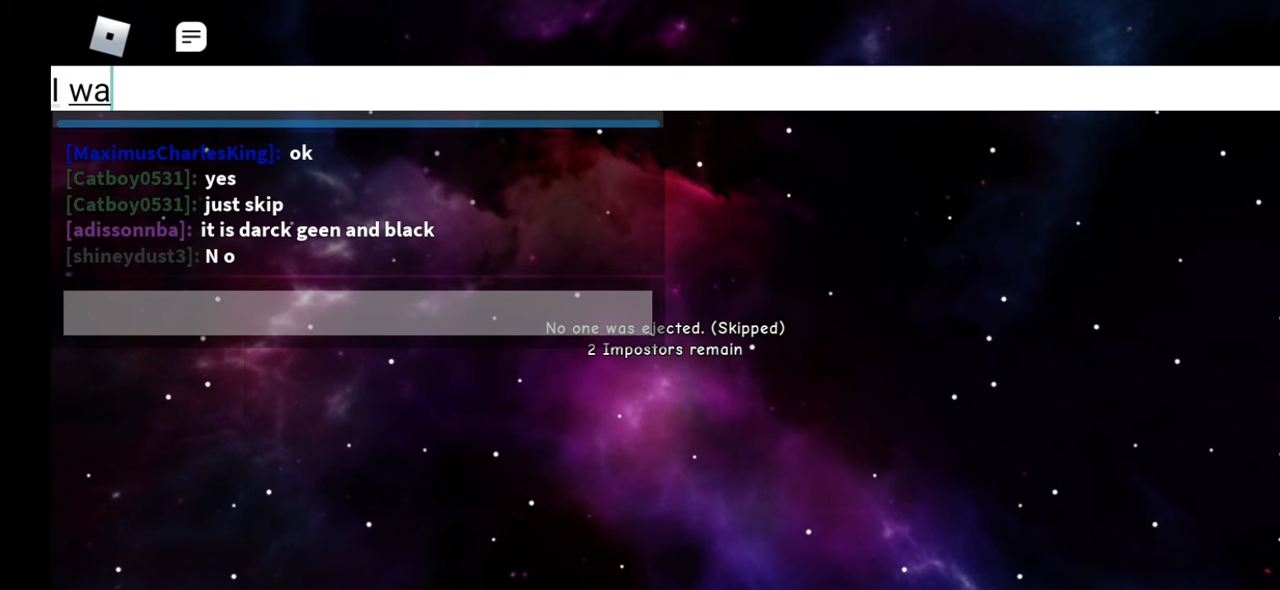 I wa
[MaximusCharlesKing]: ok
[Catboy0531]: yes
[Catboy0531]: just skip
[adissonnba]: it is darck geen and black
[shineydust3]: N o
No one was ejected. (Skipped)
2 Impostors remain